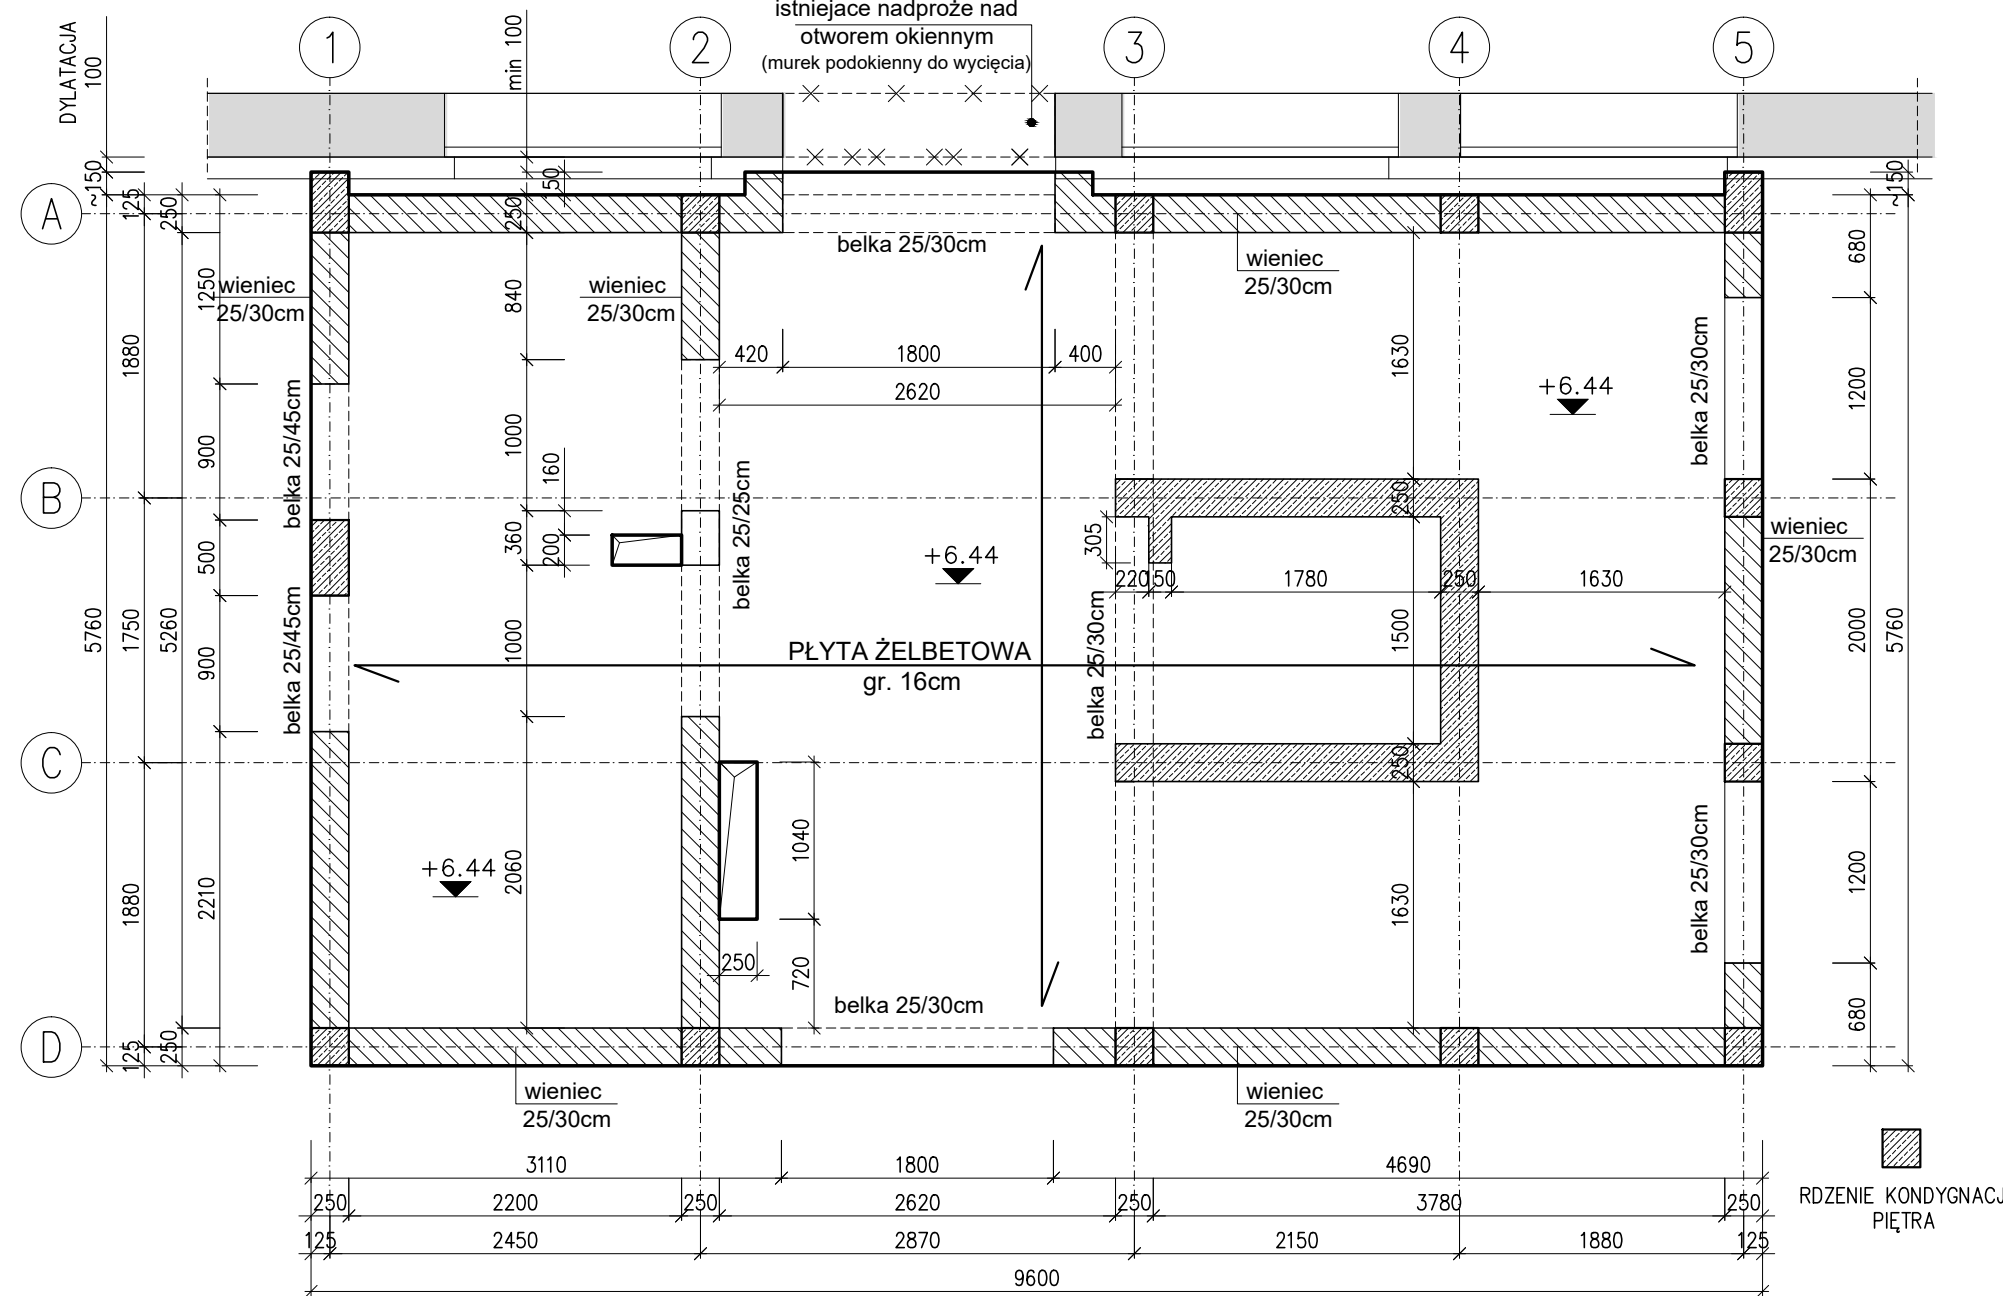 istniejace nadproże nad
otworem okiennym
(murek podokienny do wycięcia)
DYLATACJA
100
min 100
1
2
3
4
5
~150
125
250
50
250
~150
A
belka 25/30cm
wieniec
25/30cm
wieniec
25/30cm
wieniec
25/30cm
1250
840
680
1880
420
1800
400
2620
1630
+6.44
belka 25/30cm
1200
belka 25/45cm
900
1000
160
B
belka 25/25cm
250
wieniec
25/30cm
500
360
200
+6.44
305
220
150
1780
250
1630
5760
1750
5260
900
1000
belka 25/45cm
belka 25/30cm
1500
2000
5760
PŁYTA ŻELBETOWA
gr. 16cm
C
250
1880
2210
+6.44
2060
1040
1630
belka 25/30cm
1200
250
720
belka 25/30cm
680
D
125
250
wieniec
25/30cm
wieniec
25/30cm
3110
1800
4690
250
2200
250
2620
250
3780
250
125
2450
2870
2150
1880
125
9600
RDZENIE KONDYGNACJ
PIĘTRA